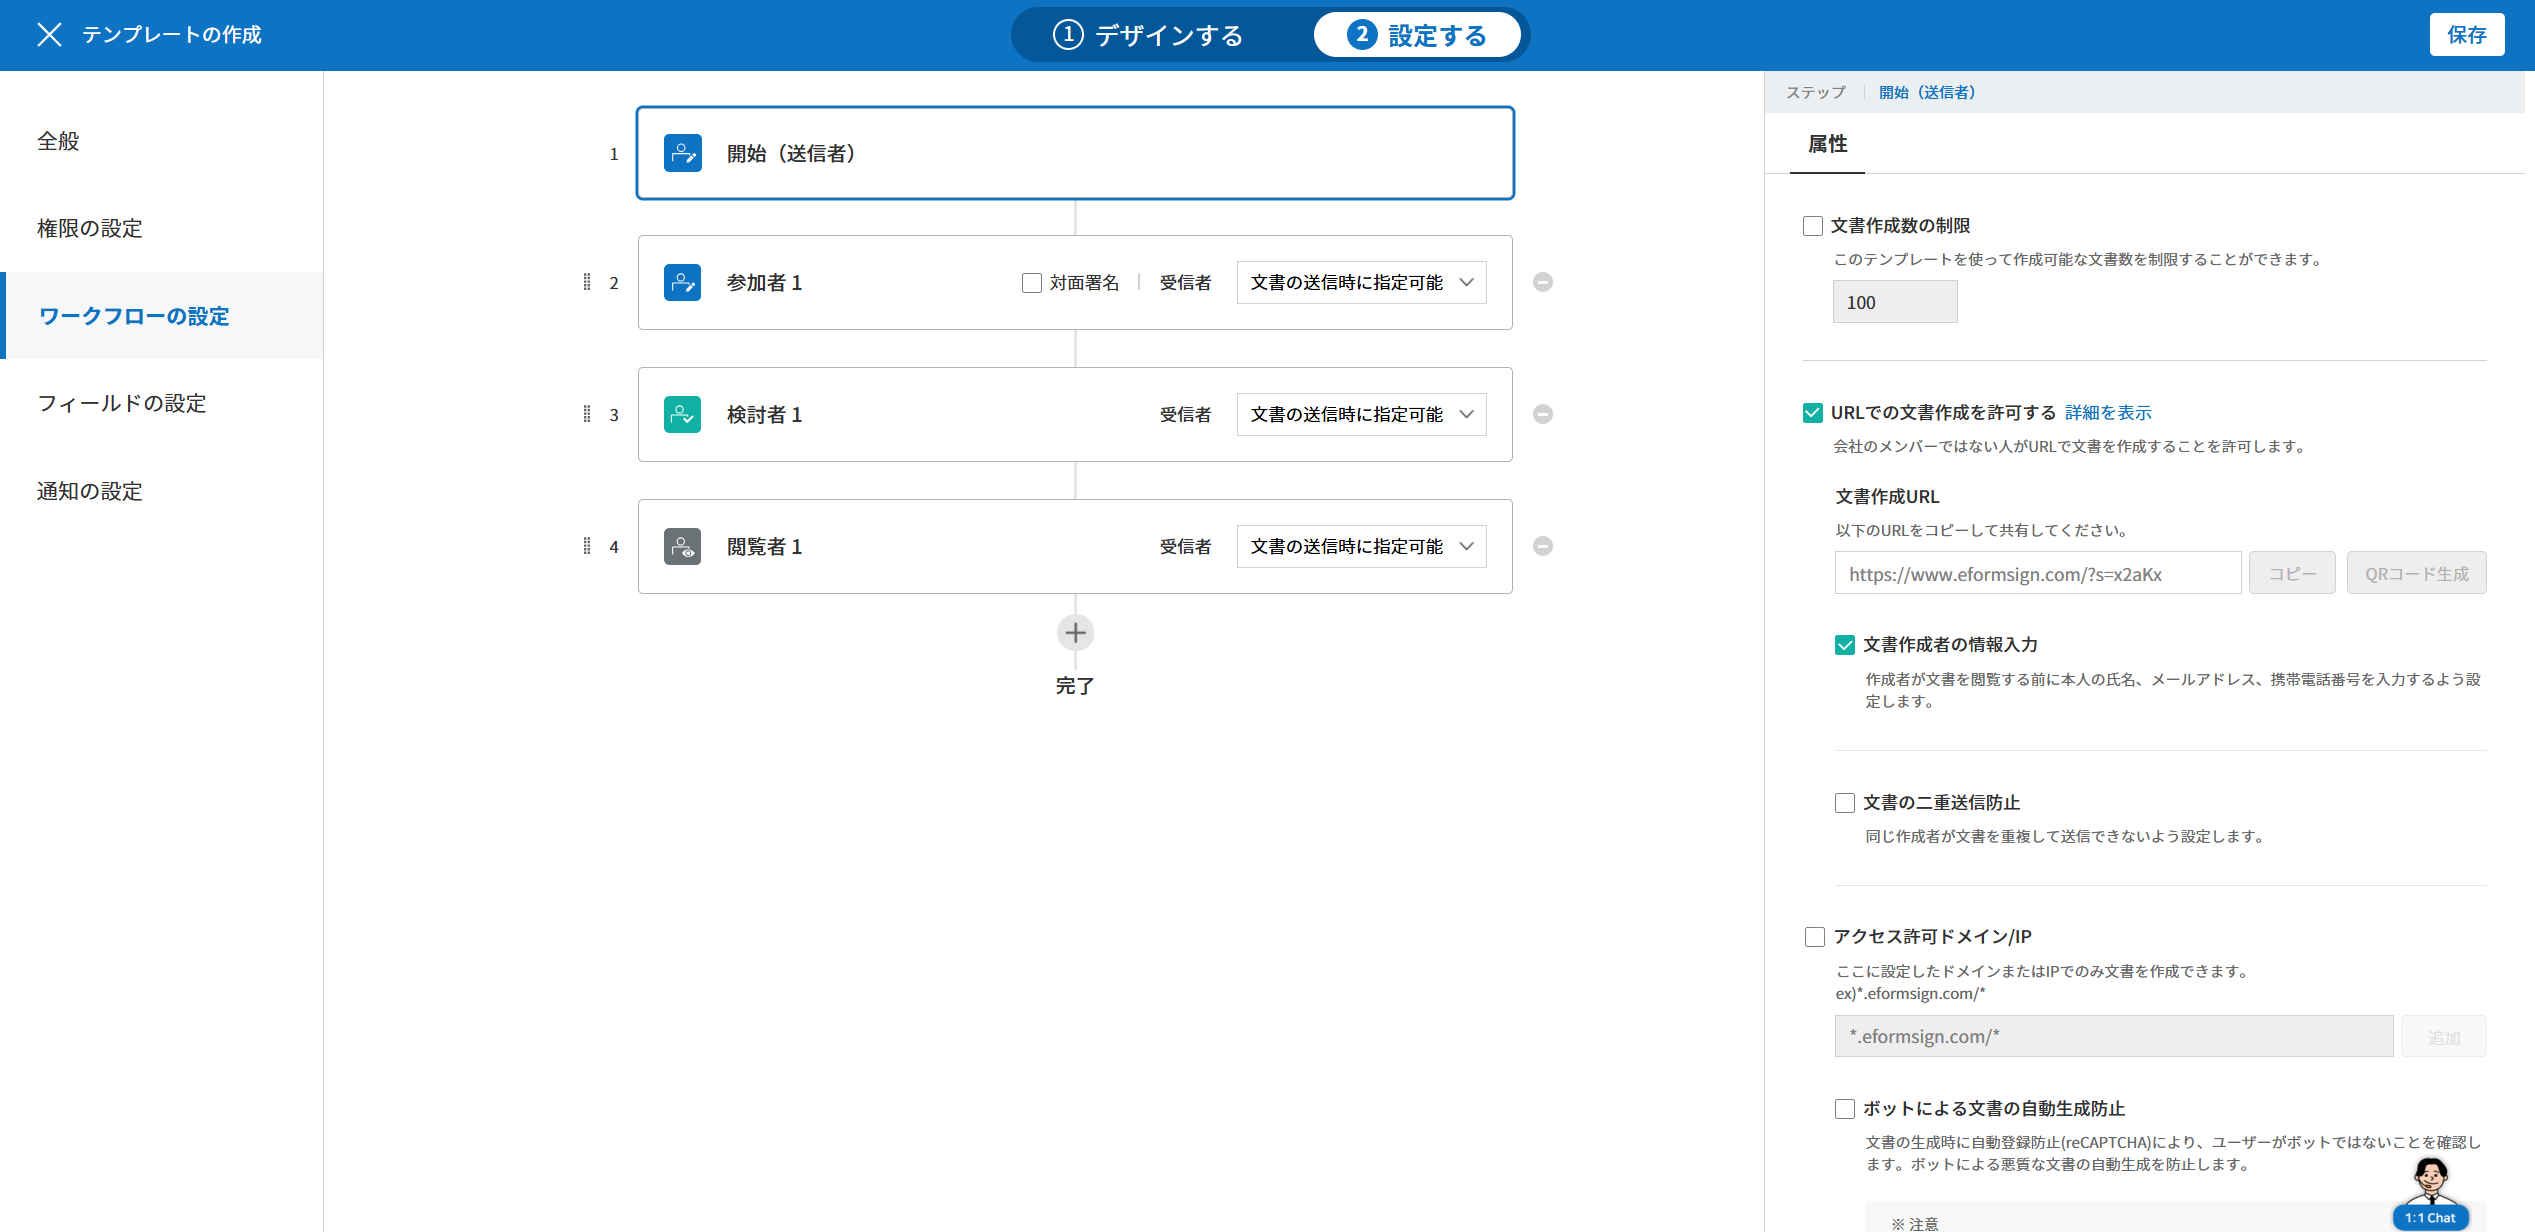 テンプレートの作成
1 デザインする
2 設定する
保存
全般
権限の設定
ワークフローの設定
フィールドの設定
通知の設定
1 開始（送信者）
2 参加者 1 対面署名 受信者 文書の送信時に指定可能
3 検討者 1 受信者 文書の送信時に指定可能
4 閲覧者 1 受信者 文書の送信時に指定可能
完了
ステップ 開始（送信者）
属性
文書作成数の制限
このテンプレートを使って作成可能な文書数を制限することができます。
100
URLでの文書作成を許可する 詳細を表示
会社のメンバーではない人がURLで文書を作成することを許可します。
文書作成URL
以下のURLをコピーして共有してください。
https://www.eformsign.com/?s=x2aKx コピー QRコード生成
文書作成者の情報入力
作成者が文書を閲覧する前に本人の氏名、メールアドレス、携帯電話番号を入力するよう設
定します。
文書の二重送信防止
同じ作成者が文書を重複して送信できないよう設定します。
アクセス許可ドメイン/IP
ここに設定したドメインまたはIPでのみ文書を作成できます。
ex)*.eformsign.com/*
*.eformsign.com/* 追加
ボットによる文書の自動生成防止
文書の生成時に自動登録防止(reCAPTCHA)により、ユーザーがボットではないことを確認し
ます。ボットによる悪質な文書の自動生成を防止します。
※ 注意
1:1 Chat